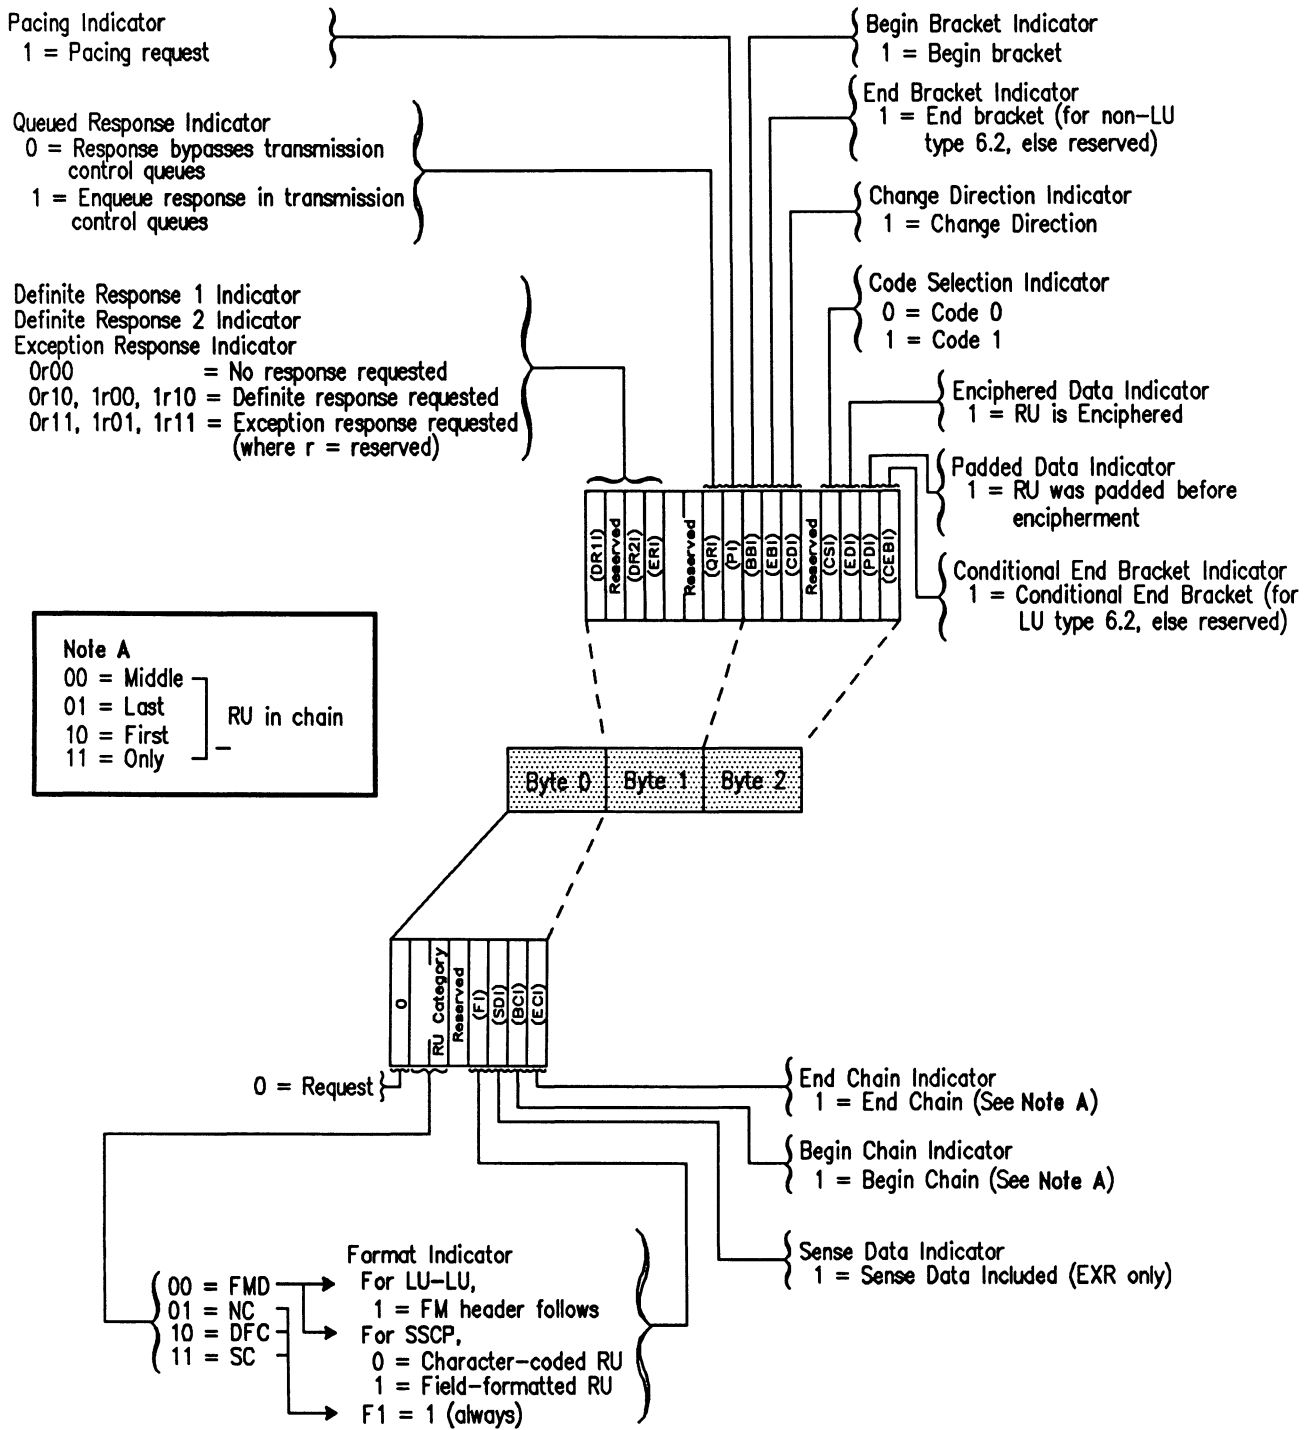 Pacing Indicator
1 = Pacing request
Queued Response Indicator
0 = Response bypasses transmission
control queues
1 = Enqueue response in transmission
control queues
Definite Response 1 Indicator
Definite Response 2 Indicator
Exception Response Indicator
0r00 = No response requested
0r10, 1r00, 1r10 = Definite response requested
0r11, 1r01, 1r11 = Exception response requested
(where r = reserved)
Begin Bracket Indicator
1 = Begin bracket
End Bracket Indicator
1 = End bracket (for non-LU
type 6.2, else reserved)
Change Direction Indicator
1 = Change Direction
Code Selection Indicator
0 = Code 0
1 = Code 1
Enciphered Data Indicator
1 = RU is Enciphered
Padded Data Indicator
1 = RU was padded before
encipherment
Conditional End Bracket Indicator
1 = Conditional End Bracket (for
LU type 6.2, else reserved)
(DR1I)
Reserved
(DR2I)
(ERI)
Reserved
(QRI)
(PI)
(BBI)
(EBI)
(CDI)
Reserved
(CSI)
(EDI)
(PDI)
(CEBI)
Note A
00 = Middle
01 = Last
10 = First
11 = Only
RU in chain
Byte 0
Byte 1
Byte 2
0
RU Category
Reserved
(FI)
(SDI)
(BCI)
(ECI)
0 = Request
End Chain Indicator
1 = End Chain (See Note A)
Begin Chain Indicator
1 = Begin Chain (See Note A)
Sense Data Indicator
1 = Sense Data Included (EXR only)
00 = FMD
01 = NC
10 = DFC
11 = SC
Format Indicator
For LU-LU,
1 = FM header follows
For SSCP,
0 = Character-coded RU
1 = Field-formatted RU
F1 = 1 (always)